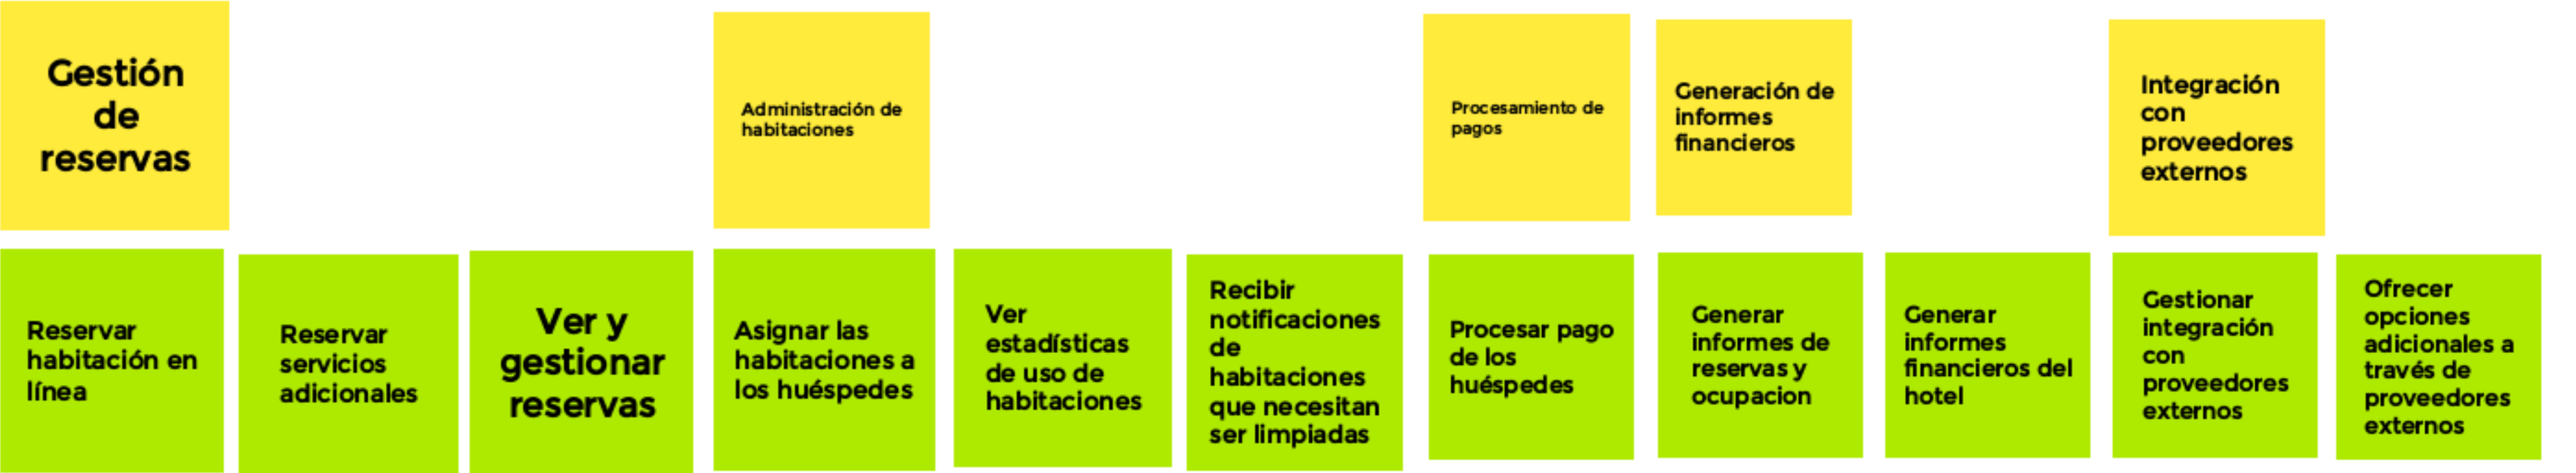 Gestión
de
reservas
Administración de
habitaciones
Procesamiento de
pagos
Generación de
informes
financieros
Integración
con
proveedores
externos
Reservar
habitación en
línea
Reservar
servicios
adicionales
Ver y
gestionar
reservas
Asignar las
habitaciones a
los huéspedes
Ver
estadísticas
de uso de
habitaciones
Recibir
notificaciones
de
habitaciones
que necesitan
ser limpiadas
Procesar pago
de los
huéspedes
Generar
informes de
reservas y
ocupacion
Generar
informes
financieros del
hotel
Gestionar
integración
con
proveedores
externos
Ofrecer
opciones
adicionales a
través de
proveedores
externos